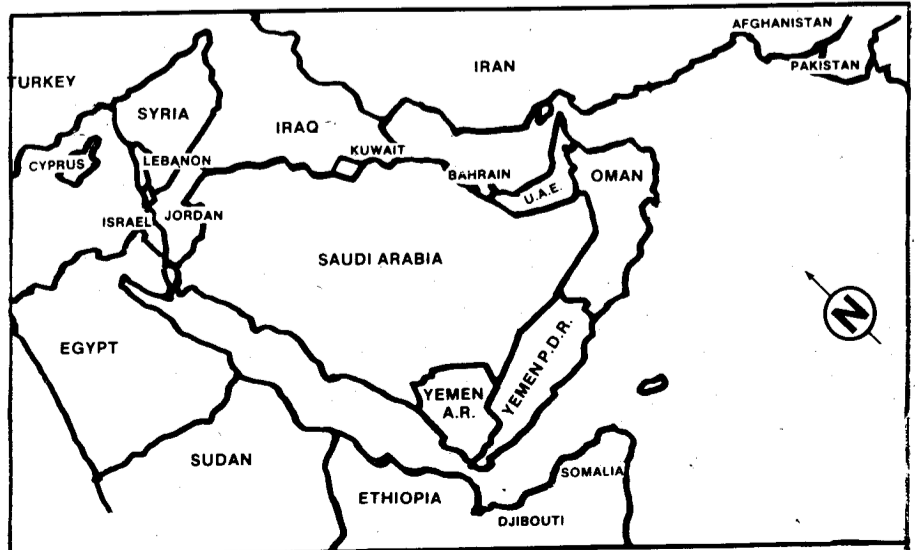 AFGHANISTAN
IRAN
PAKISTAN
TURKEY
SYRIA
IRAQ
KUWAIT
CYPRUS
LEBANON
BAHRAIN
OMAN
U.A.E.
ISRAEL
JORDAN
SAUDI ARABIA
N
EGYPT
YEMEN P.D.R.
YEMEN
A.R.
SUDAN
SOMALIA
ETHIOPIA
DJIBOUTI